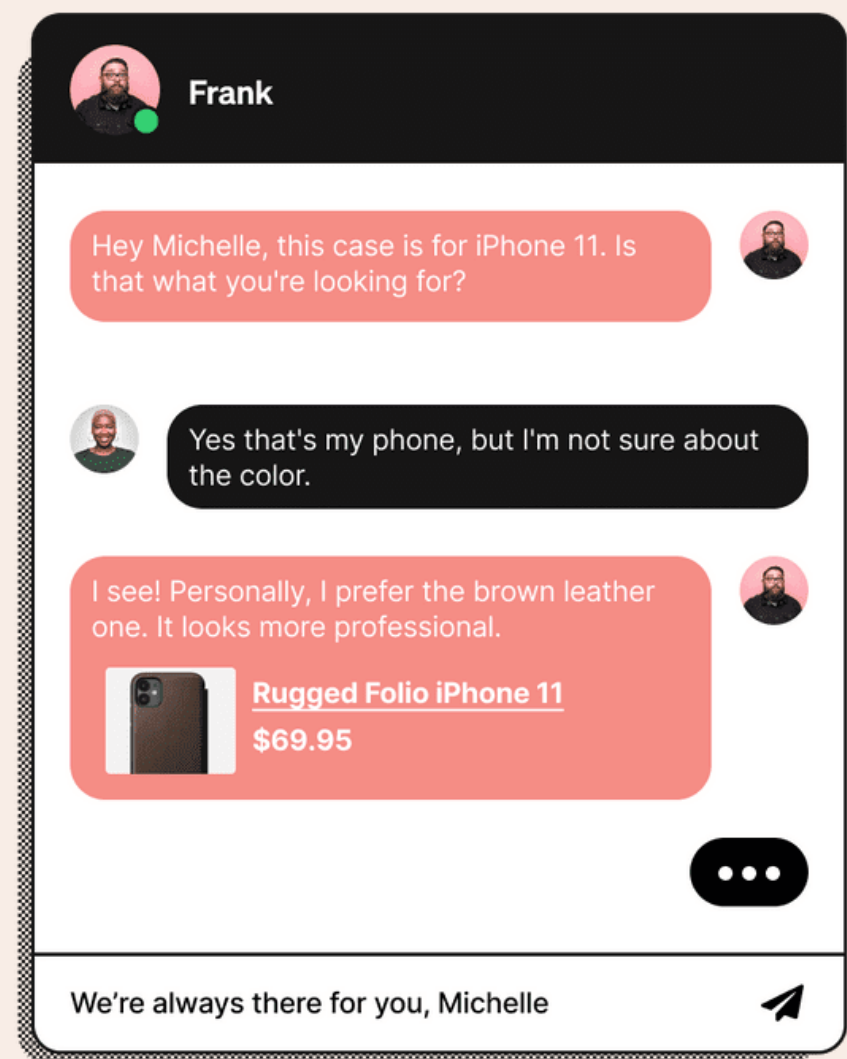 Frank
Hey Michelle, this case is for iPhone 11. Is
that what you're looking for?
Yes that's my phone, but I'm not sure about
the color.
I see! Personally, I prefer the brown leather
one. It looks more professional.
Rugged Folio iPhone 11
$69.95
We’re always there for you, Michelle